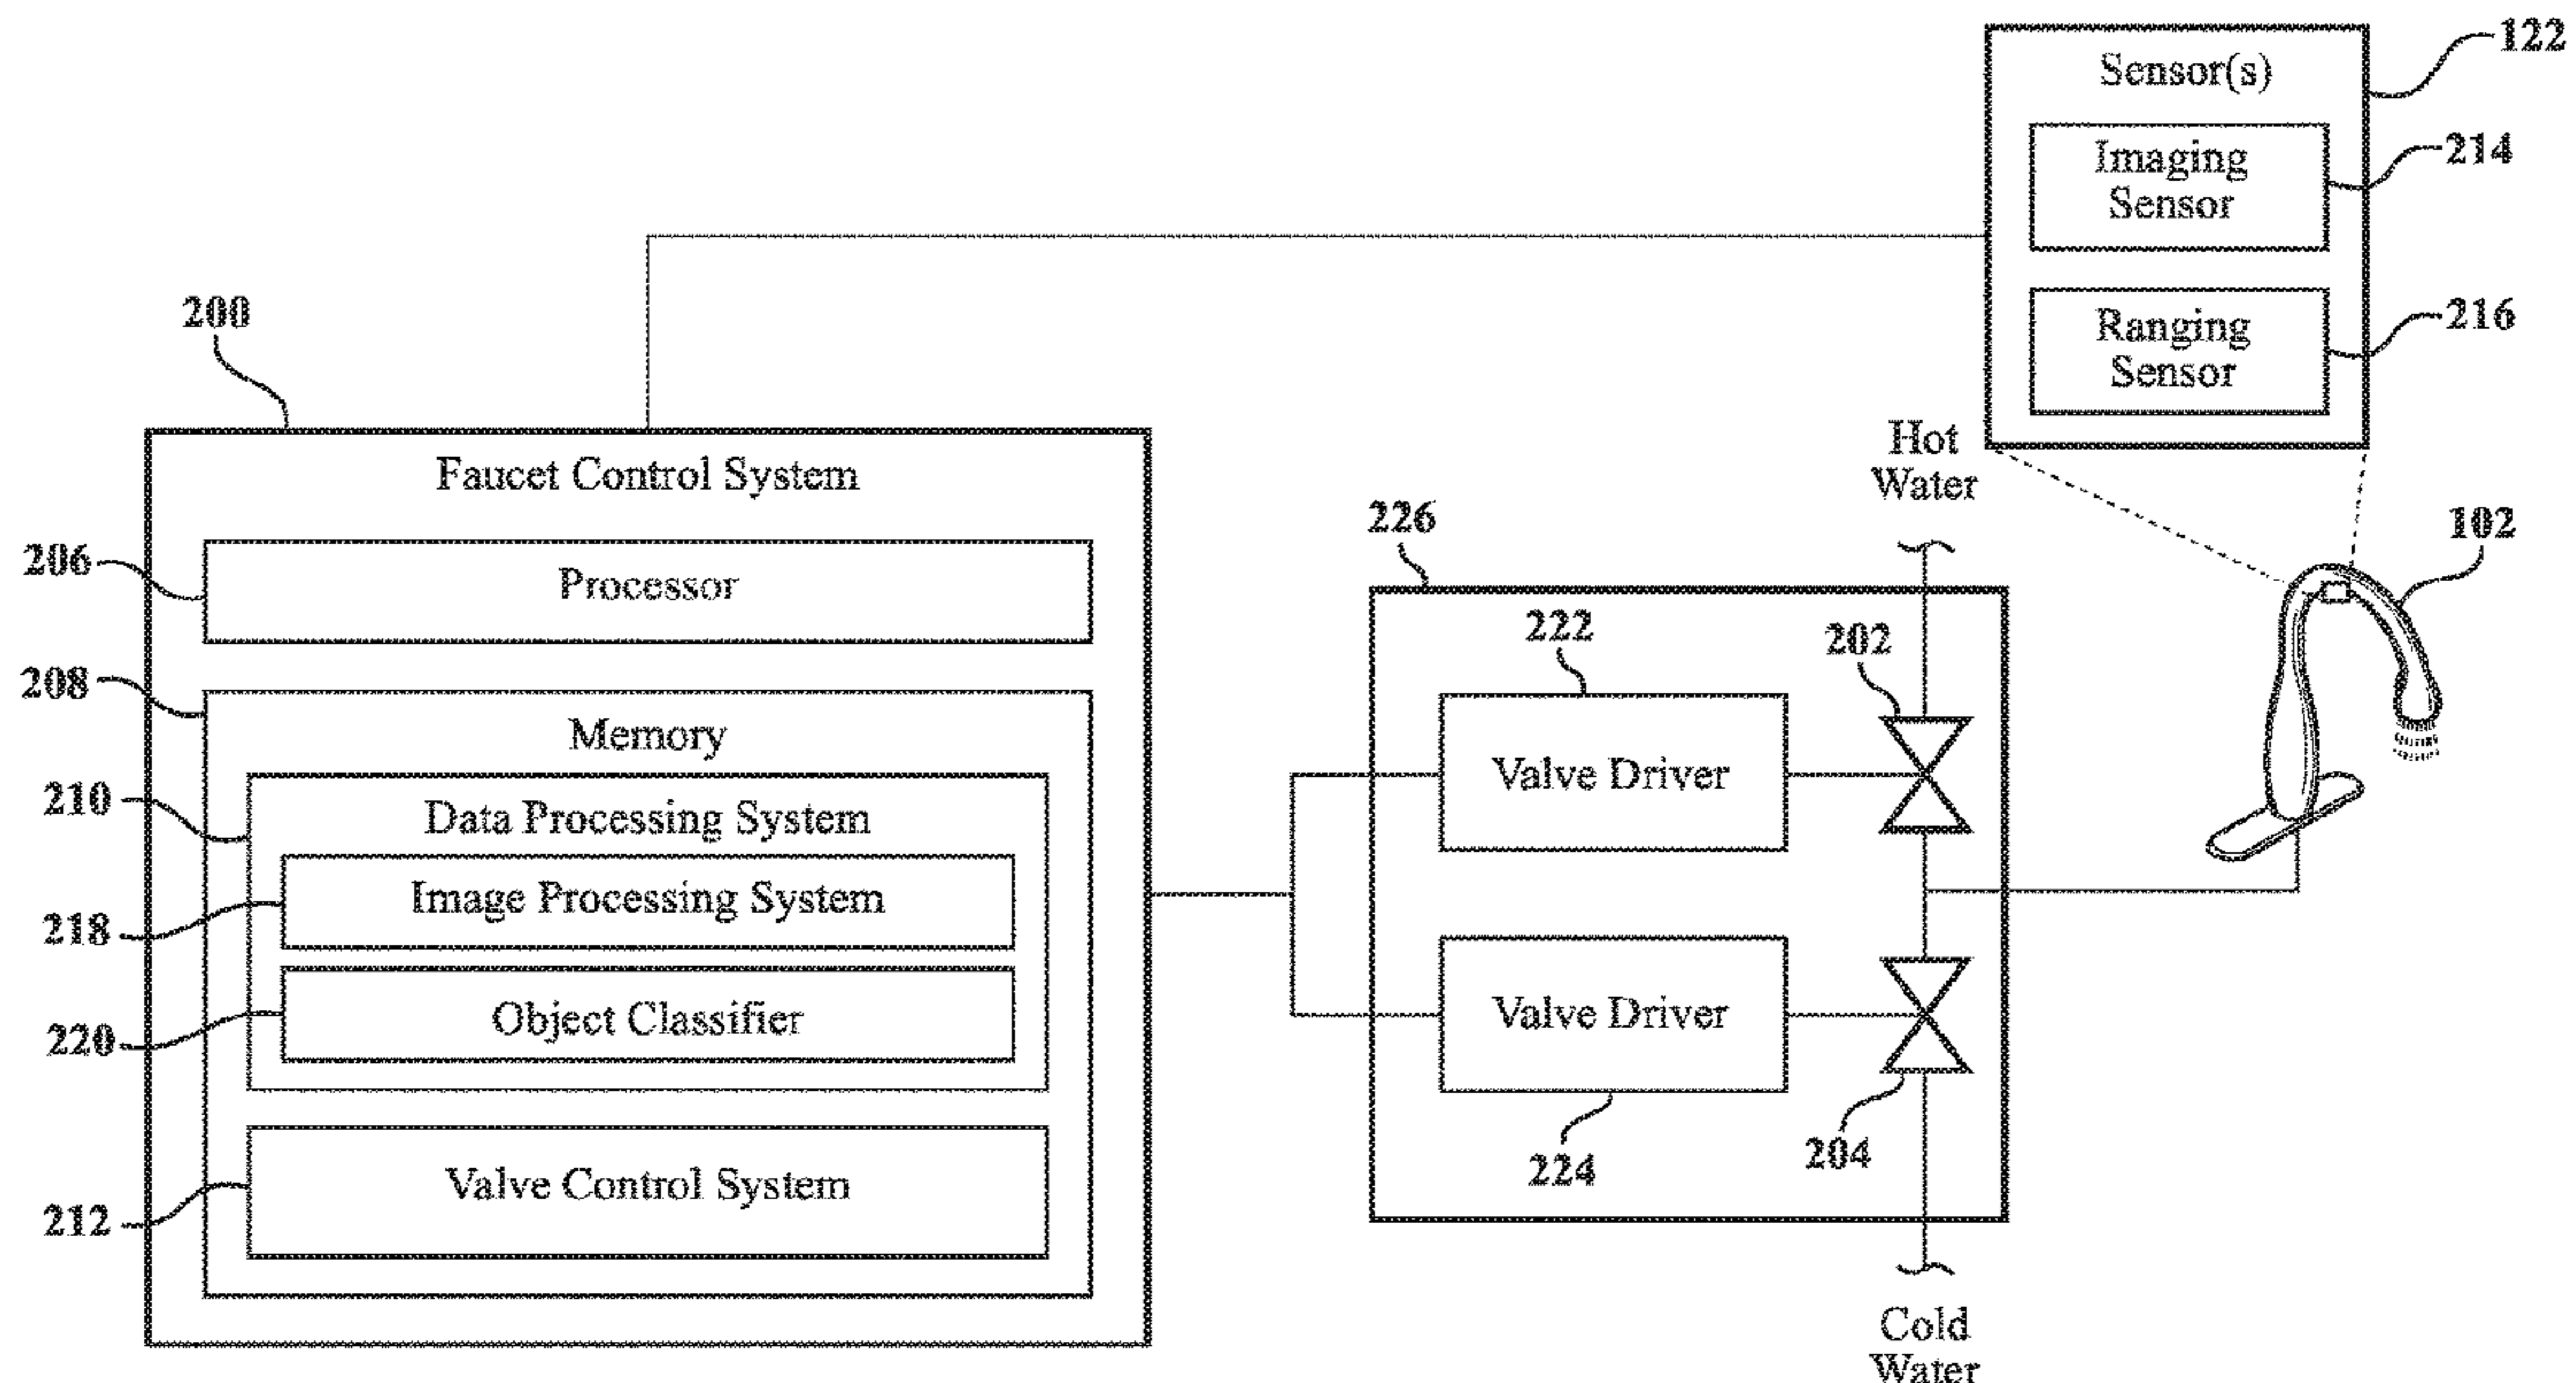 122
Sensor(s)
Imaging
Sensor
214
Ranging
Sensor
216
200
Faucet Control System
206
Processor
208
Memory
210
Data Processing System
218
Image Processing System
220
Object Classifier
212
Valve Control System
Hot
Water
226
222
Valve Driver
202
Valve Driver
224
204
Cold
Water
102